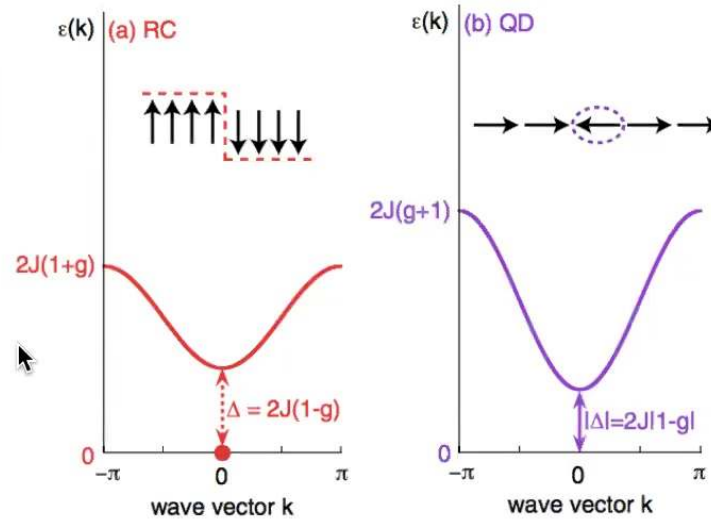 ε(k) (a) RC
2J(1+g)
Δ = 2J(1-g)
0
−π 0 π
wave vector k
ε(k) (b) QD
2J(g+1)
|Δ|=2J|1-g|
0
−π 0 π
wave vector k